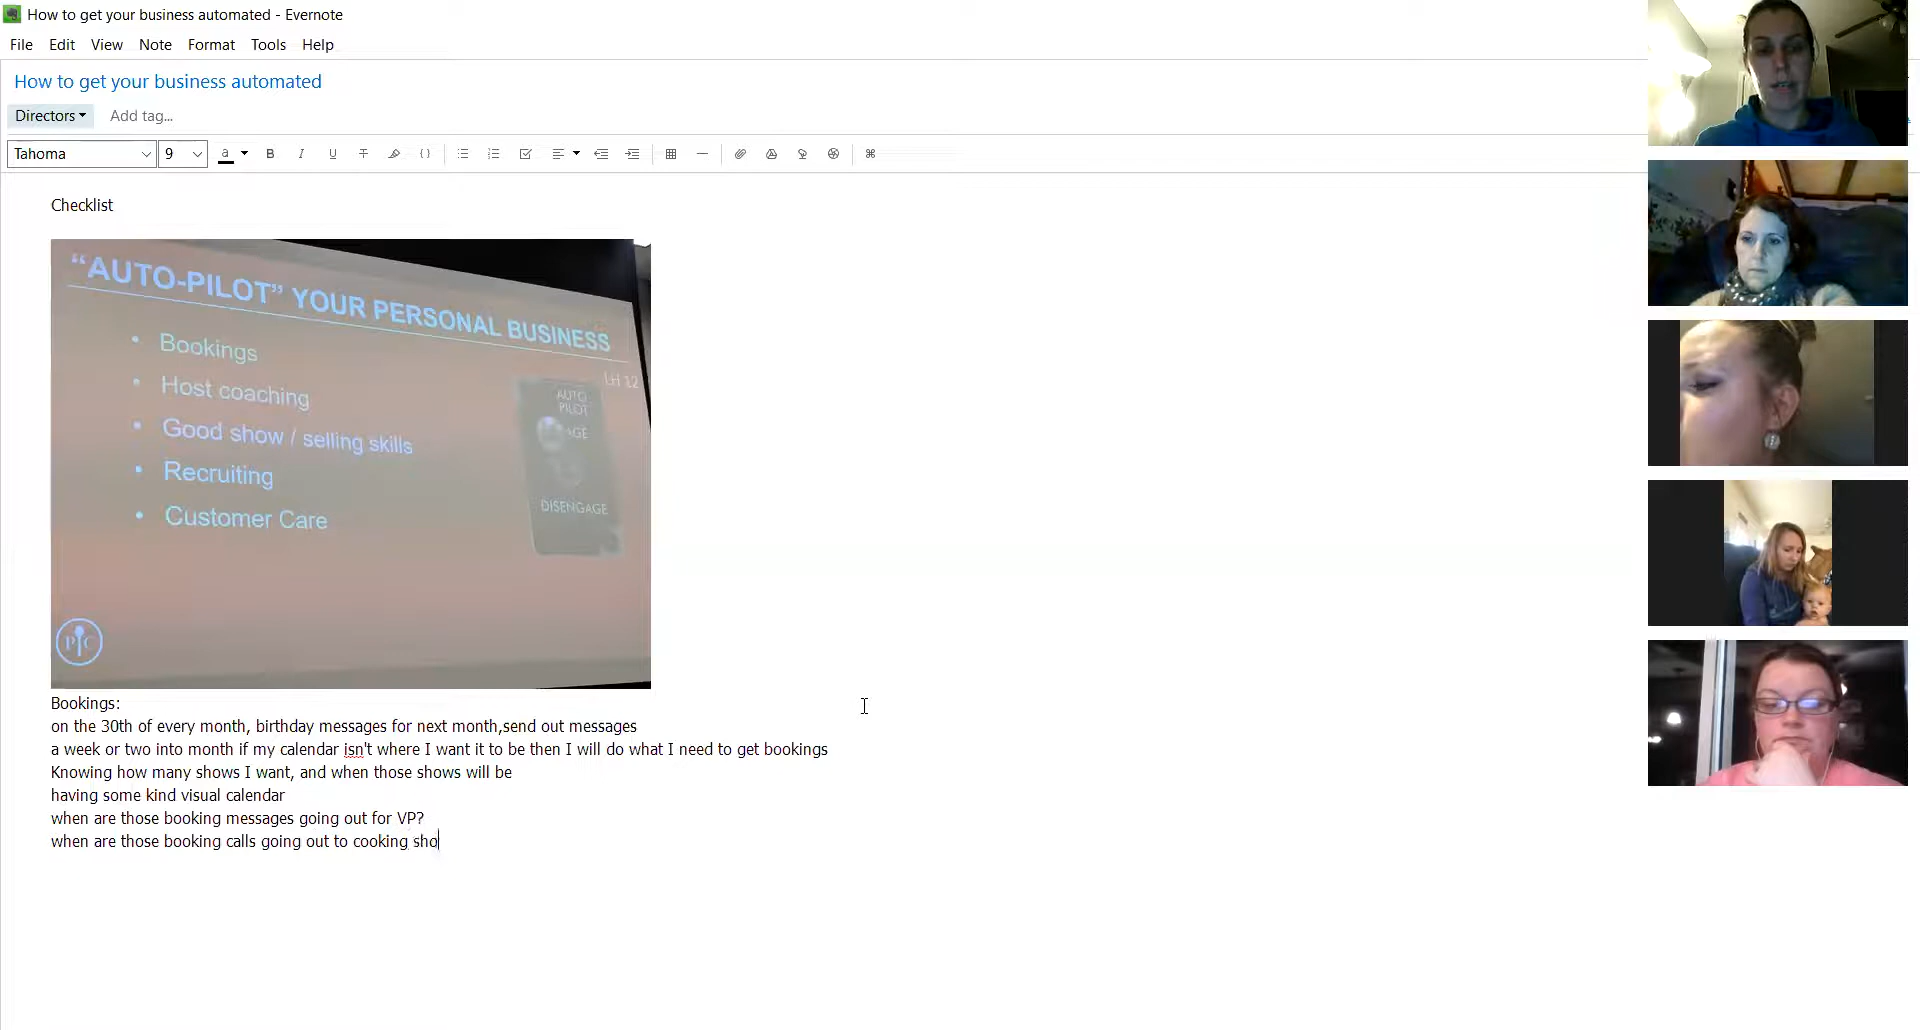 How to get your business automated - Evernote
File Edit View Note Format Tools Help
How to get your business automated
Directors Add tag...
Tahoma 9 a B I U T { }
Checklist
“AUTO-PILOT” YOUR PERSONAL BUSINESS
LH 12
• Bookings
• Host coaching
• Good show / selling skills
• Recruiting
• Customer Care
AUTO
PILOT
DISENGAGE
P C
Bookings:
on the 30th of every month, birthday messages for next month,send out messages
a week or two into month if my calendar isn't where I want it to be then I will do what I need to get bookings
Knowing how many shows I want, and when those shows will be
having some kind visual calendar
when are those booking messages going out for VP?
when are those booking calls going out to cooking sho